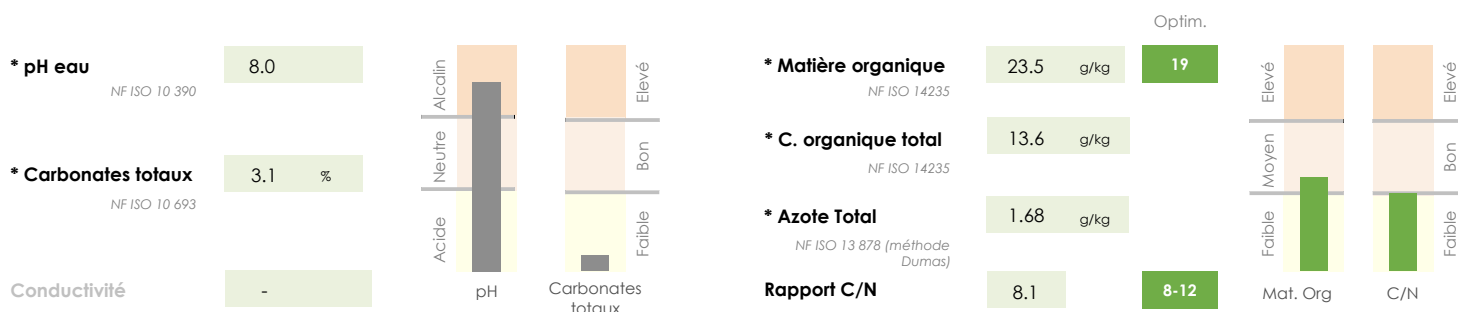 Optim.
* pH eau 8.0
NF ISO 10 390
* Carbonates totaux 3.1 %
NF ISO 10 693
Conductivité -
Alcalin
Neutre
Acide
Elevé
Bon
Faible
pH
Carbonates
totaux
* Matière organique 23.5 g/kg 19
NF ISO 14235
* C. organique total 13.6 g/kg
NF ISO 14235
* Azote Total 1.68 g/kg
NF ISO 13 878 (méthode
Dumas)
Rapport C/N 8.1 8-12
Elevé
Moyen
Faible
Elevé
Bon
Faible
Mat. Org
C/N